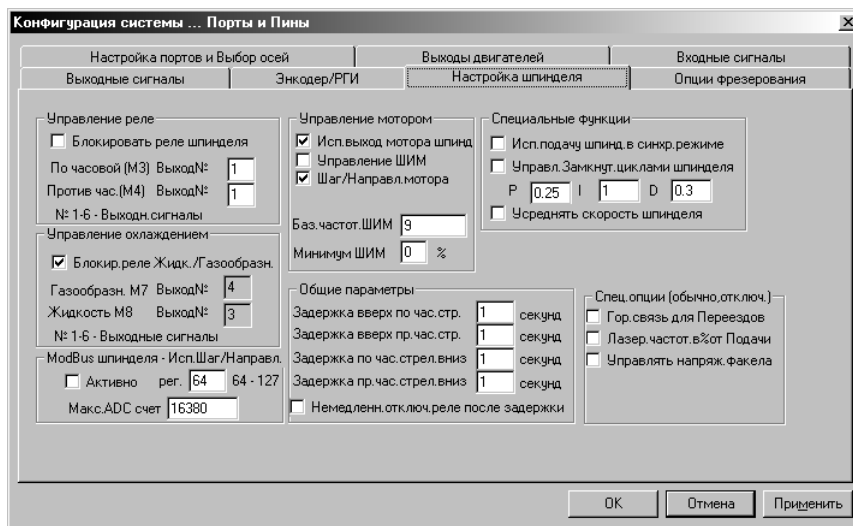 Конфигурация системы ... Порты и Пины
Настройка портов и Выбор осей
Выходы двигателей
Входные сигналы
Выходные сигналы
Энкодер/РГИ
Настройка шпинделя
Опции фрезерования
Управление реле
Блокировать реле шпинделя
По часовой (М3) Выход№ 1
Против час.(М4) Выход№ 1
№ 1-6 - Выходн.сигналы
Управление охлаждением
Блокир.реле Жидк./Газообразн.
Газообразн. М7 Выход№ 4
Жидкость М8 Выход№ 3
№ 1-6 - Выходные сигналы
ModBus шпинделя - Исп.Шаг/Направл.
Активно рег. 64 64 - 127
Макс.ADC счет 16380
Управление мотором
Исп.выход мотора шпинд
Управление ШИМ
Шаг/Направл.мотора
Баз.частот.ШИМ 9
Минимум ШИМ 0 %
Общие параметры
Задержка вверх по час.стр. 1 секунд
Задержка вверх пр.час.стр. 1 секунд
Задержка по час.стрел.вниз 1 секунд
Задержка пр.час.стрел.вниз 1 секунд
Немедленн.отключ.реле после задержки
Специальные функции
Исп.подачу шпинд.в синхр.режиме
Управл.Замкнут.циклами шпинделя
P 0.25 I 1 D 0.3
Усреднять скорость шпинделя
Спец.опции (обычно,отключ.)
Гор.связь для Переездов
Лазер.частот.в%от Подачи
Управлять напряж.факела
OK
Отмена
Применить